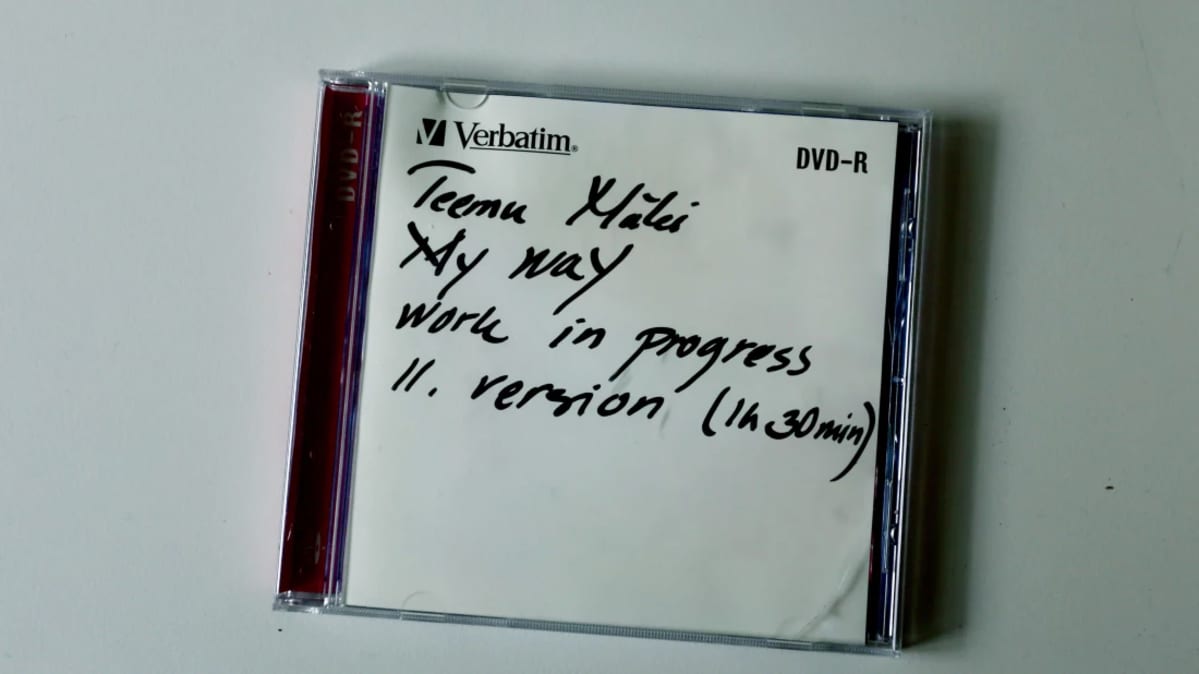 DVD-R
Verbatim®
DVD-R
Teemu Mäki
My way
work in progress
11. version (1h 30min)